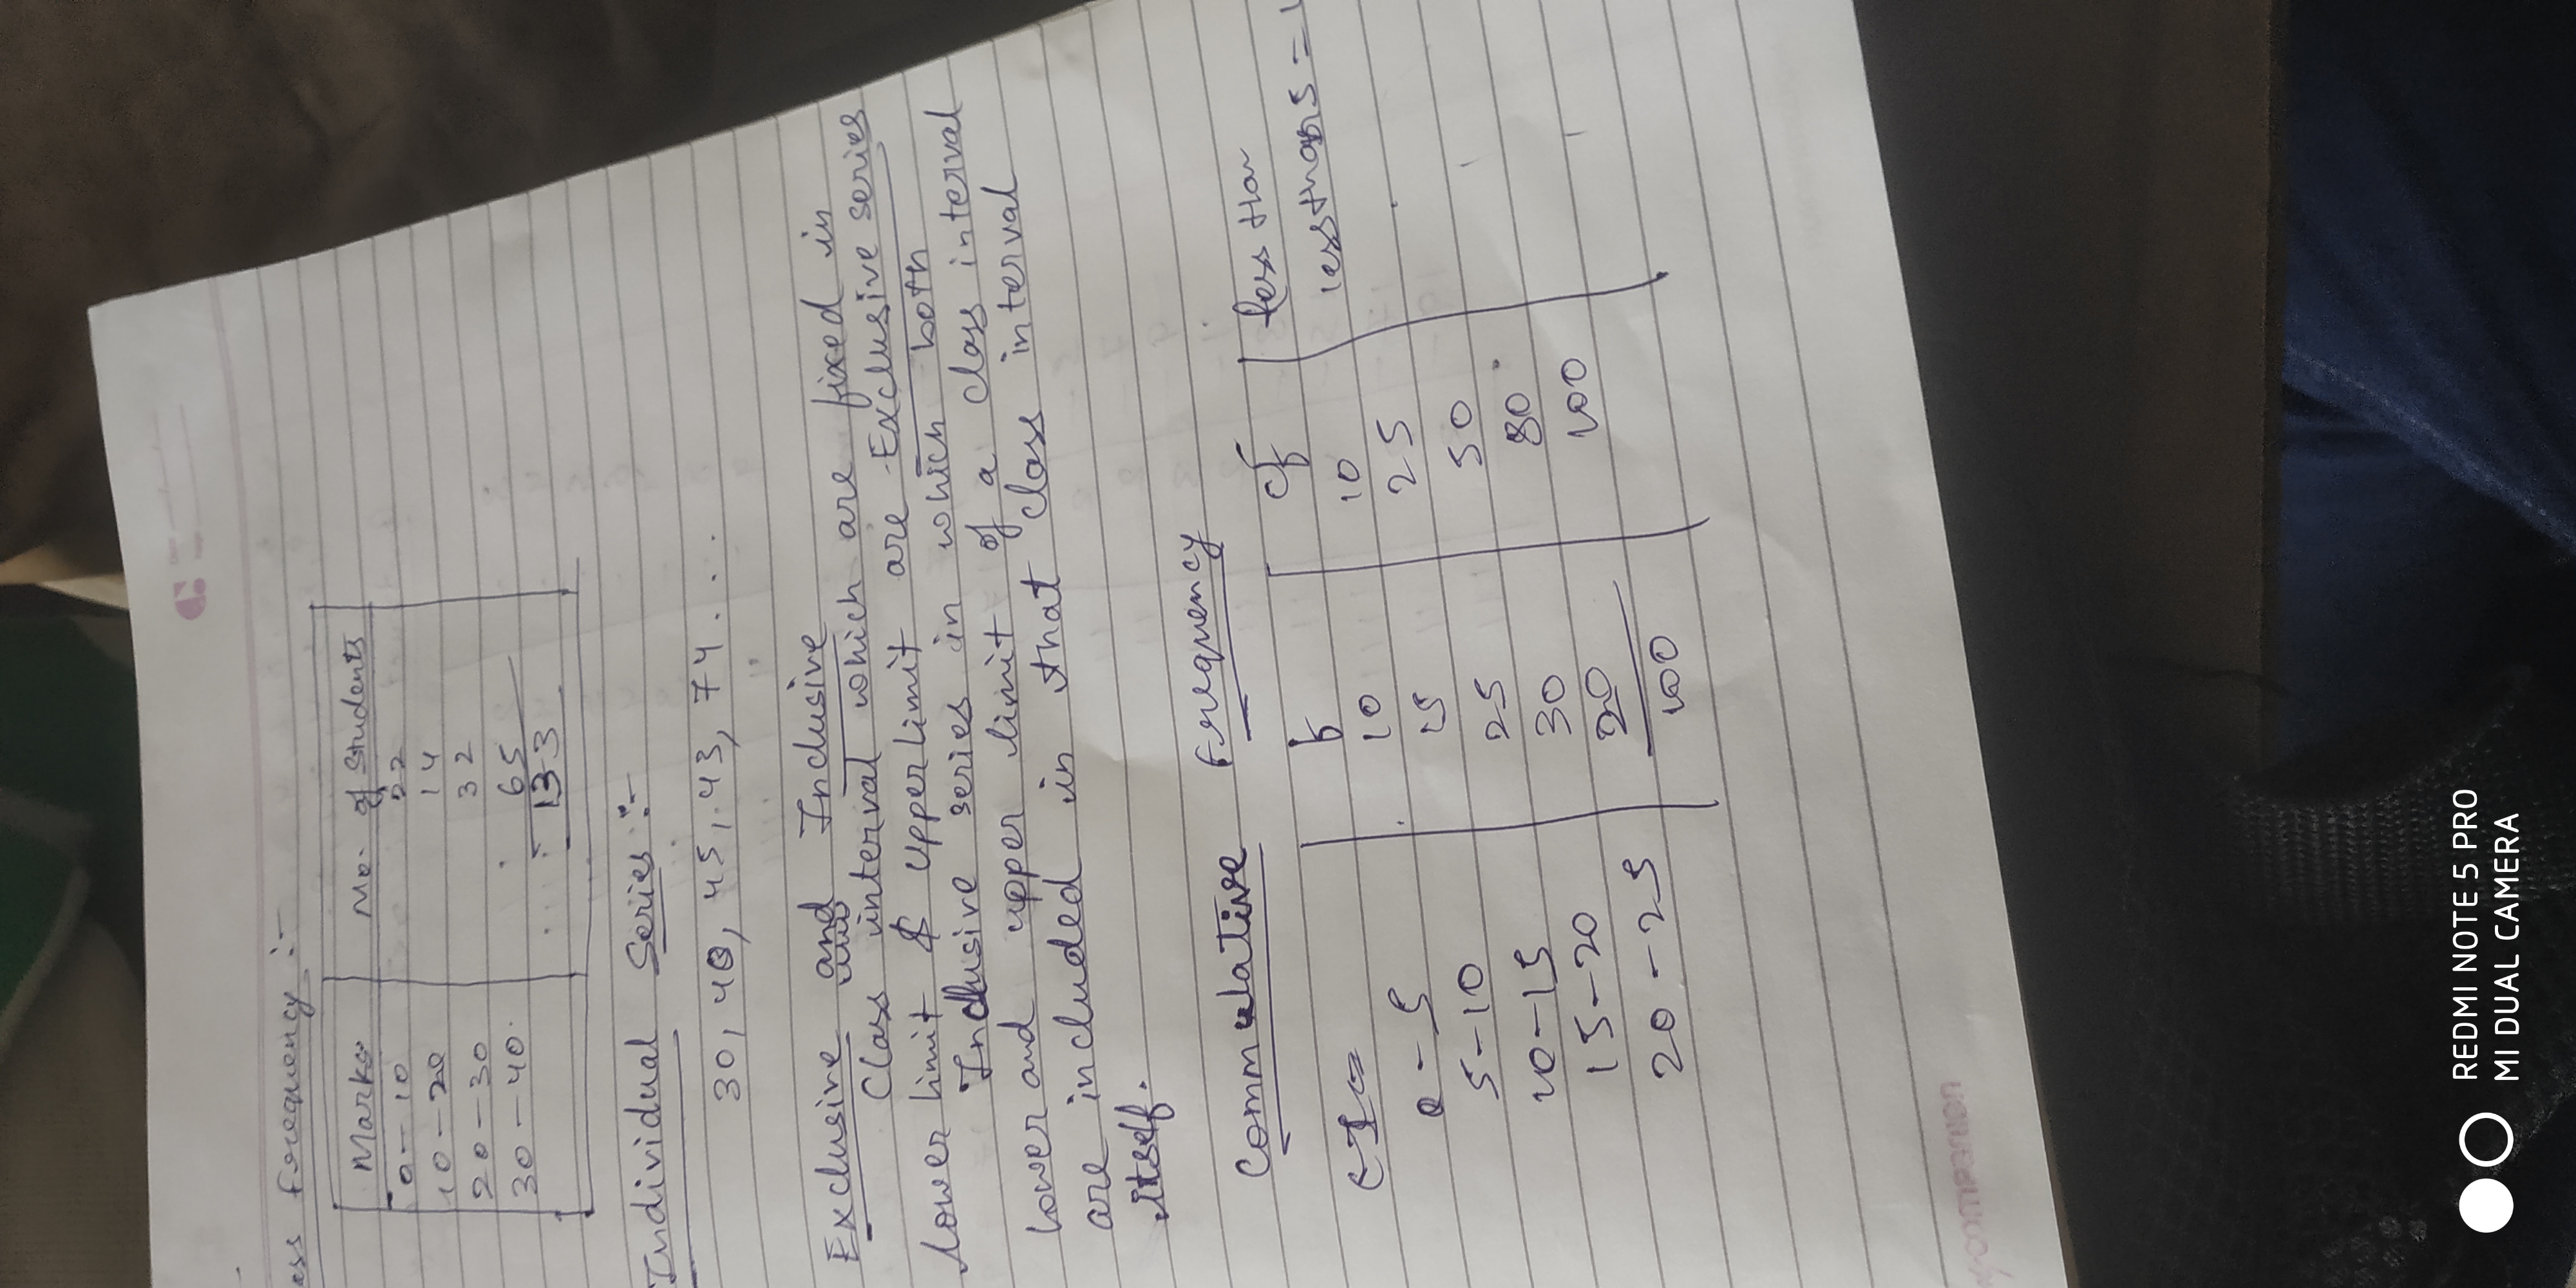 ess Frequency :-
Marks No. of Students
0-10 22
10-20 14
20-30 32
30-40 65
133
Individual Series :-
30, 40, 45, 43, 74 . . .
Exclusive and Inclusive
Class interval which are fixed in
lower limit & upper limit are Exclusive series
Inclusive series in which both
lower and upper limit of a class interval
are included in that class interval
itself.
Commulative Frequency
f cf less than
less than 5 =
0-5 10 10
5-10 15 25
10-15 25 50
15-20 30 80
20-25 20 100
100
companion
REDMI NOTE 5 PRO
MI DUAL CAMERA